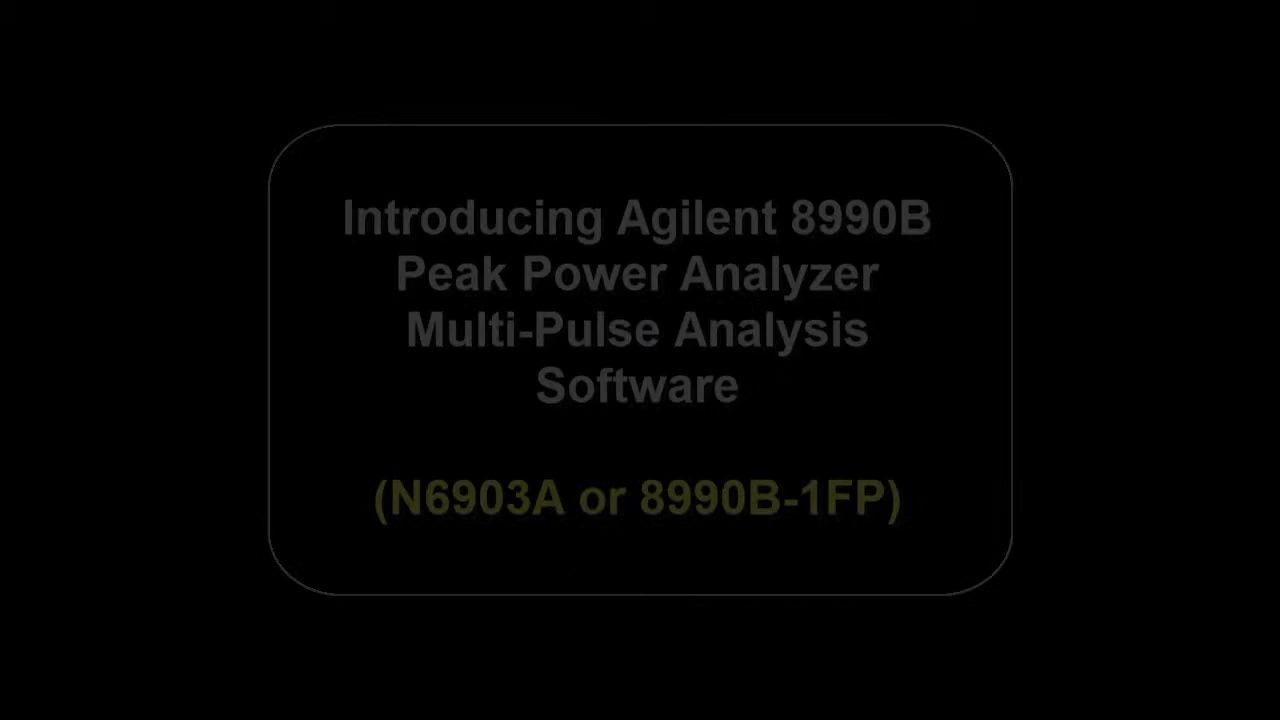 Introducing Agilent 8990B
Peak Power Analyzer
Multi-Pulse Analysis
Software
(N6903A or 8990B-1FP)